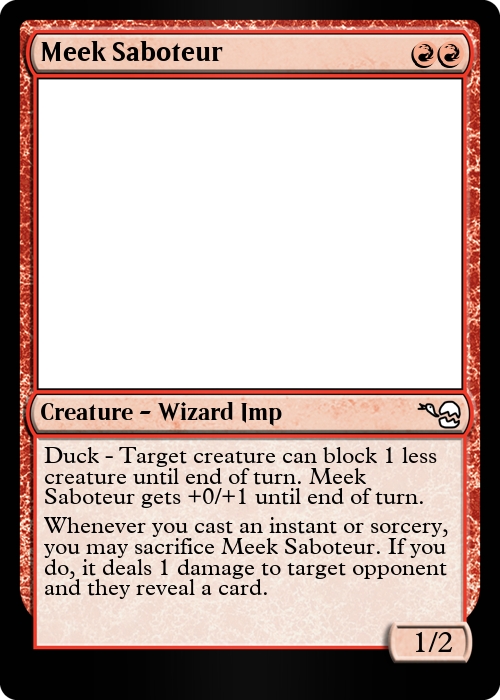 Meek Saboteur
Creature – Wizard Imp
Duck - Target creature can block 1 less
creature until end of turn. Meek
Saboteur gets +0/+1 until end of turn.
Whenever you cast an instant or sorcery,
you may sacrifice Meek Saboteur. If you
do, it deals 1 damage to target opponent
and they reveal a card.
1/2